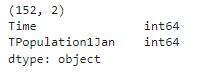 (152, 2)
Time                int64
TPopulation1Jan    int64
dtype: object